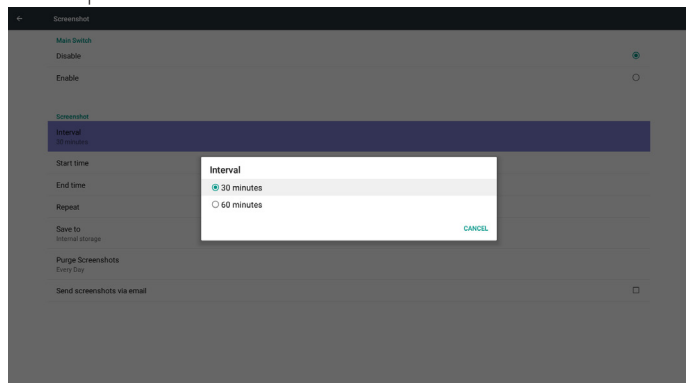 Screenshot
Main Switch
Disable
Enable
Screenshot
Interval
30 minutes
Start time
Interval
30 minutes
End time
60 minutes
Repeat
CANCEL
Save to
Internal storage
Purge Screenshots
Every Day
Send screenshots via email